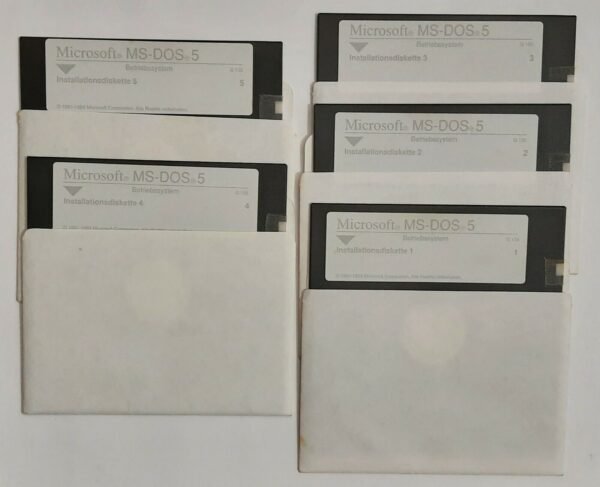 Microsoft® MS-DOS® 5
Betriebssystem
Installationsdiskette 5
5
Microsoft® MS-DOS® 5
Betriebssystem
Installationsdiskette 4
4
Microsoft® MS-DOS® 5
Betriebssystem
Installationsdiskette 3
3
Microsoft® MS-DOS® 5
Betriebssystem
Installationsdiskette 2
2
Microsoft® MS-DOS® 5
Betriebssystem
Installationsdiskette 1
1